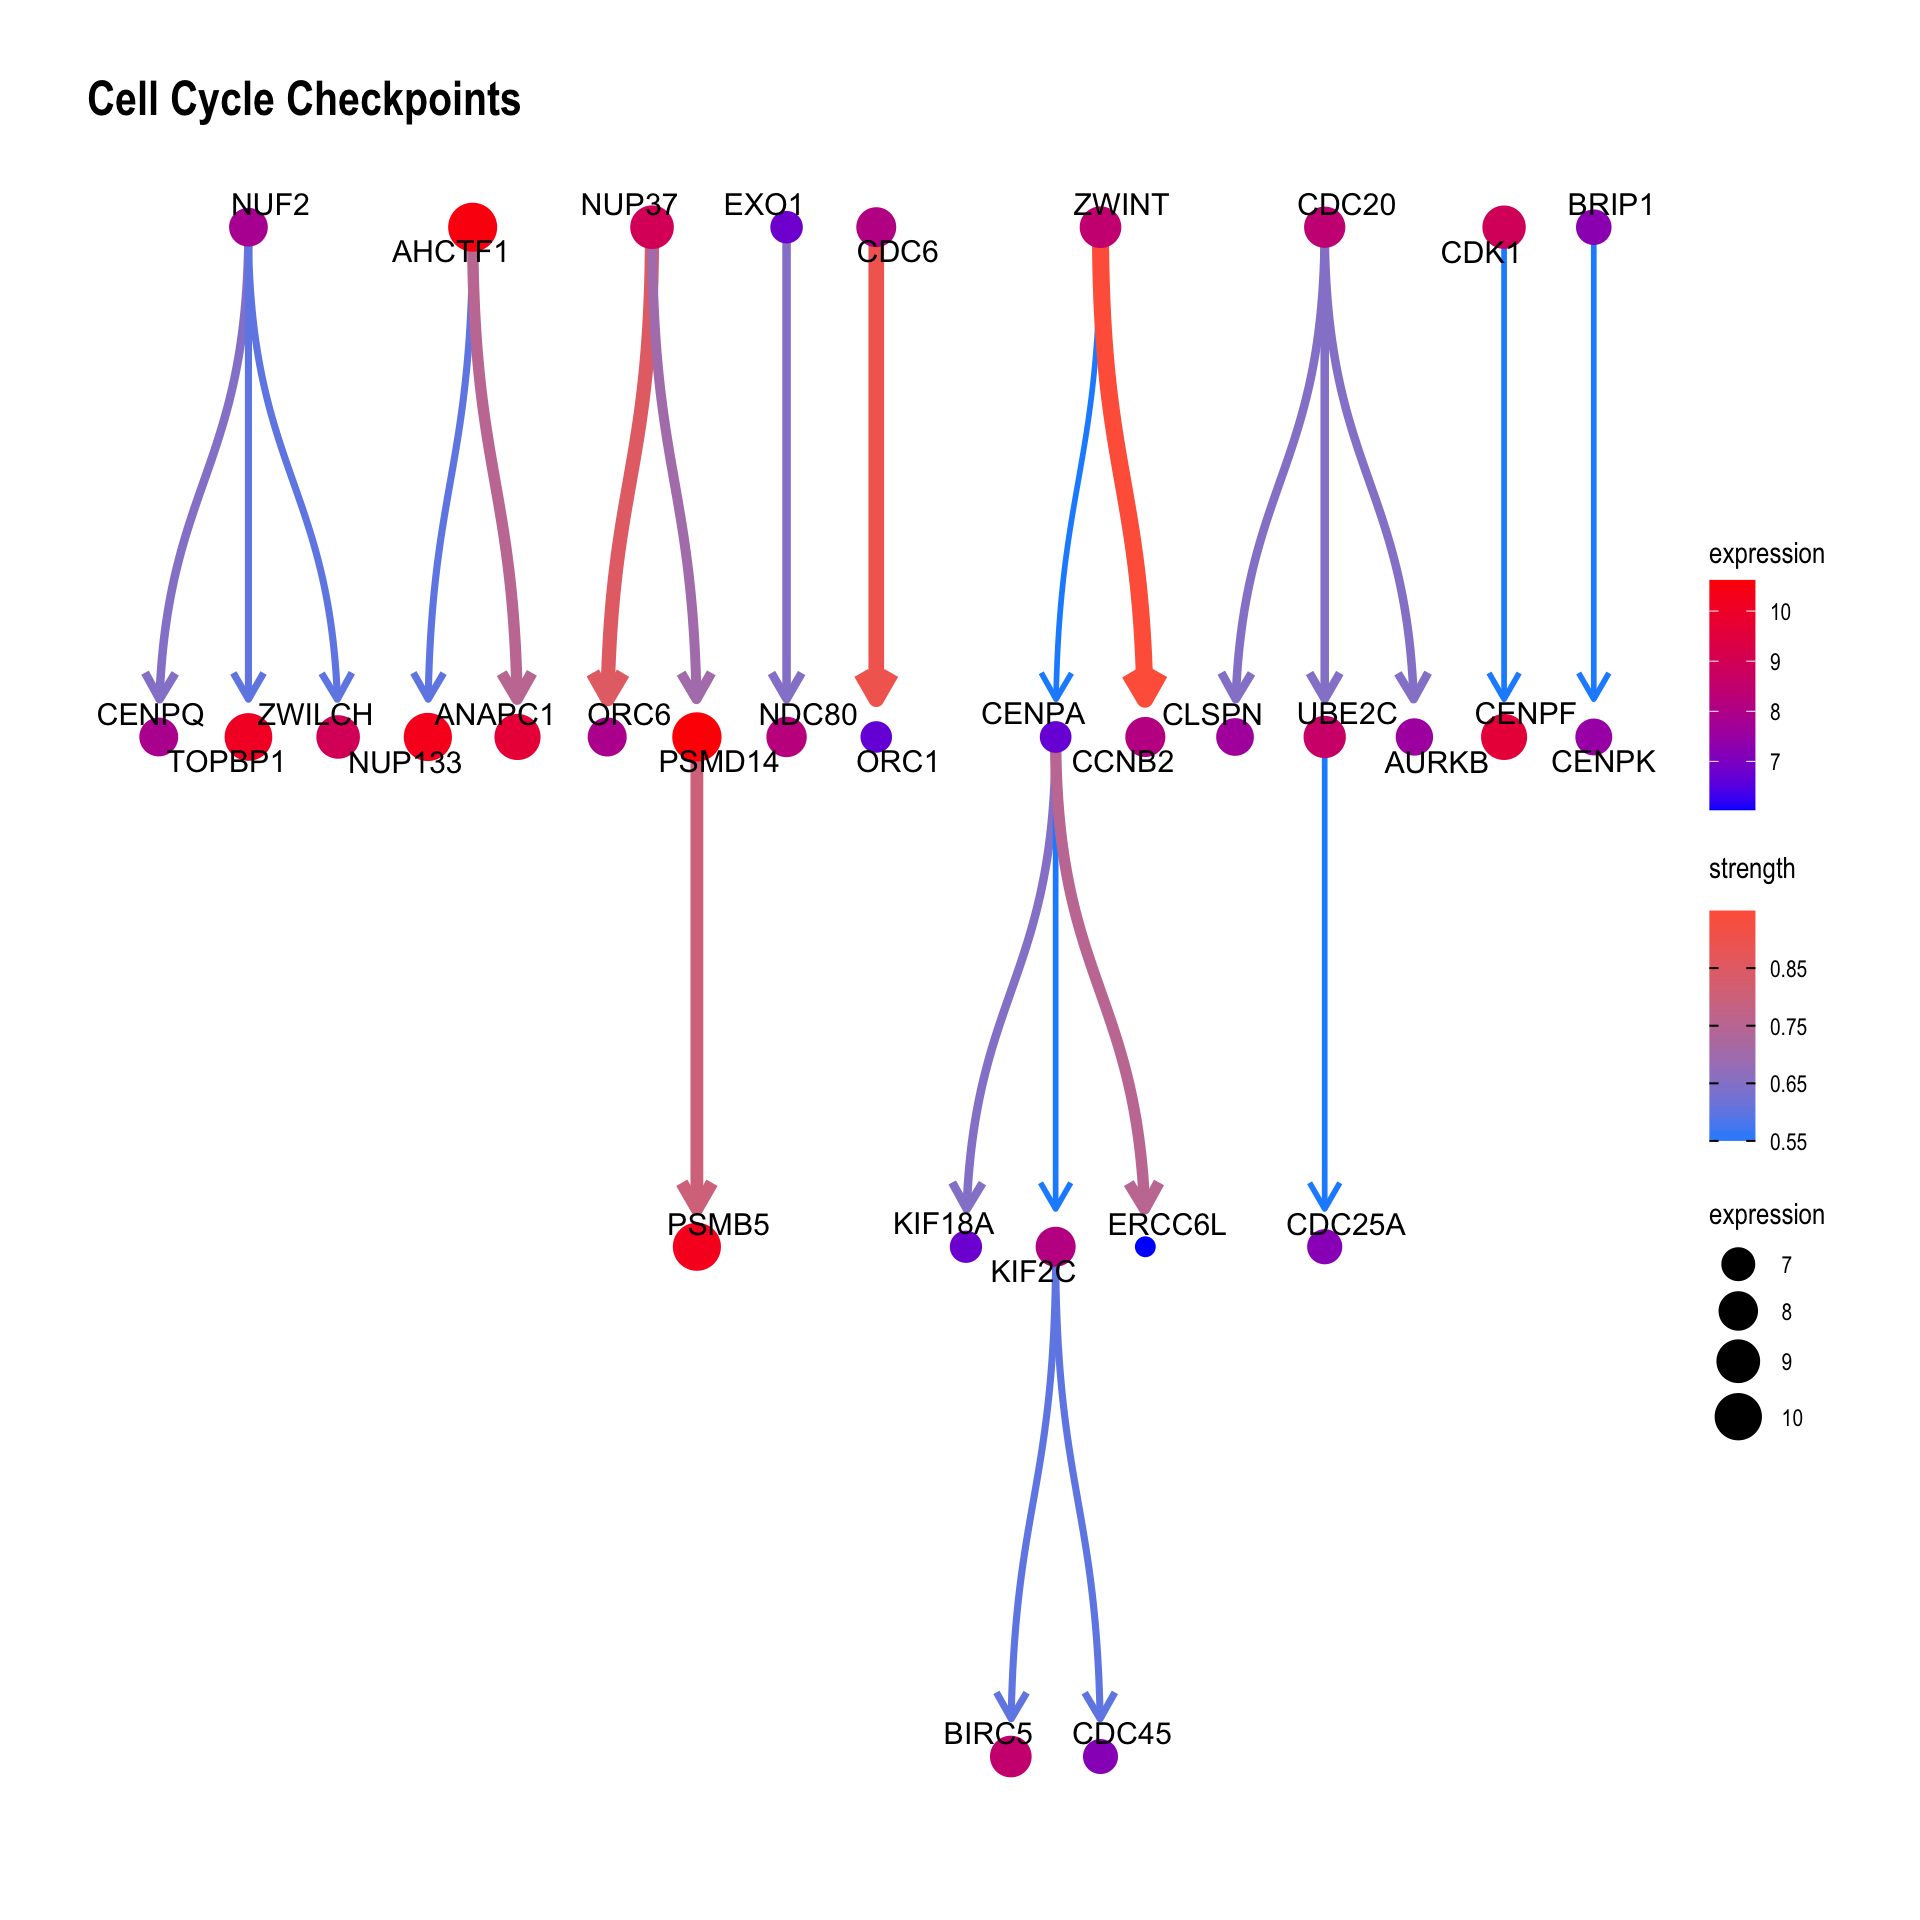 Cell Cycle Checkpoints
NUF2
AHCTF1
NUP37
EXO1
CDC6
ZWINT
CDC20
CDK1
BRIP1
CENPQ
TOPBP1
ZWILCH
NUP133
ANAPC1
ORC6
PSMD14
NDC80
ORC1
CENPA
CCNB2
CLSPN
UBE2C
AURKB
CENPF
CENPK
PSMB5
KIF18A
KIF2C
ERCC6L
CDC25A
BIRC5
CDC45
expression
10
9
8
7
strength
0.85
0.75
0.65
0.55
expression
7
8
9
10